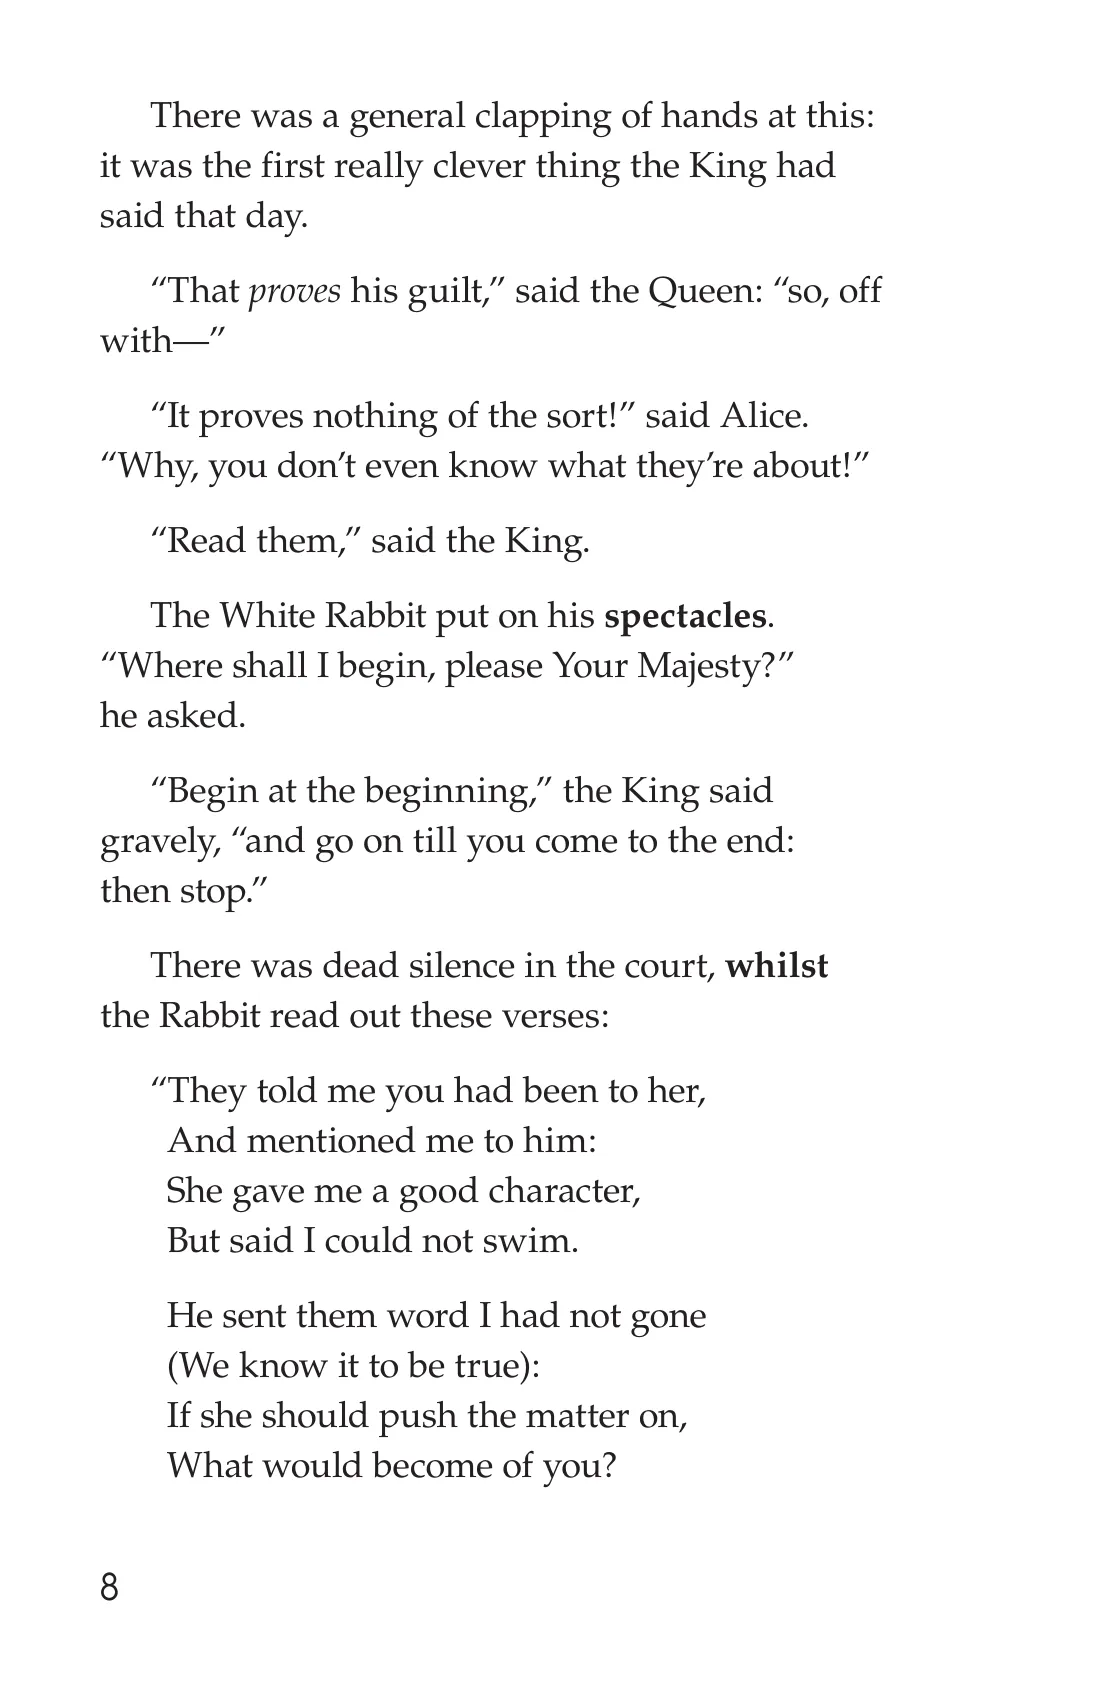 There was a general clapping of hands at this:
it was the first really clever thing the King had
said that day.
“That proves his guilt,” said the Queen: “so, off
with—”
“It proves nothing of the sort!” said Alice.
“Why, you don’t even know what they’re about!”
“Read them,” said the King.
The White Rabbit put on his spectacles.
“Where shall I begin, please Your Majesty?”
he asked.
“Begin at the beginning,” the King said
gravely, “and go on till you come to the end:
then stop.”
There was dead silence in the court, whilst
the Rabbit read out these verses:
“They told me you had been to her,
And mentioned me to him:
She gave me a good character,
But said I could not swim.
He sent them word I had not gone
(We know it to be true):
If she should push the matter on,
What would become of you?
8